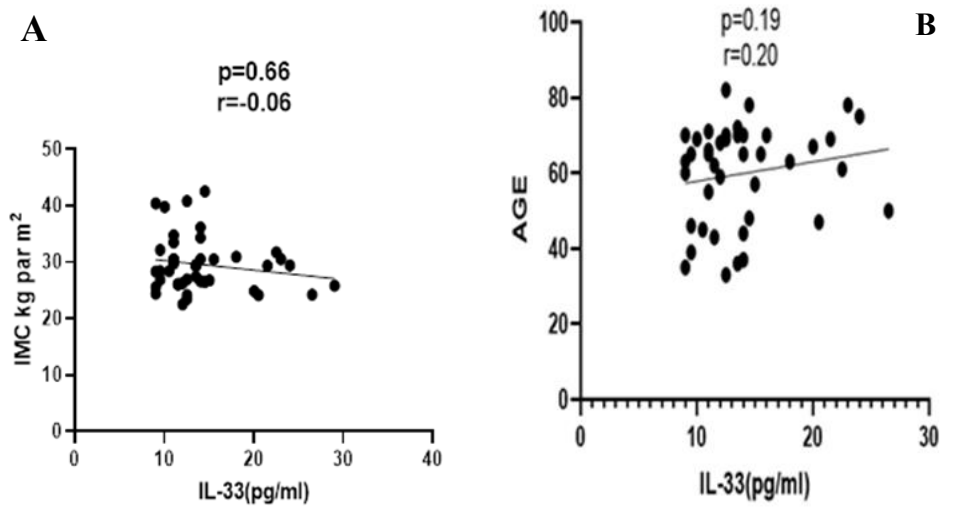 A
p=0.66
r=-0.06
50
40
30
20
10
0
IMC kg par m²
0 10 20 30 40
IL-33(pg/ml)
B
p=0.19
r=0.20
100
80
60
40
20
0
AGE
0 10 20 30
IL-33(pg/ml)